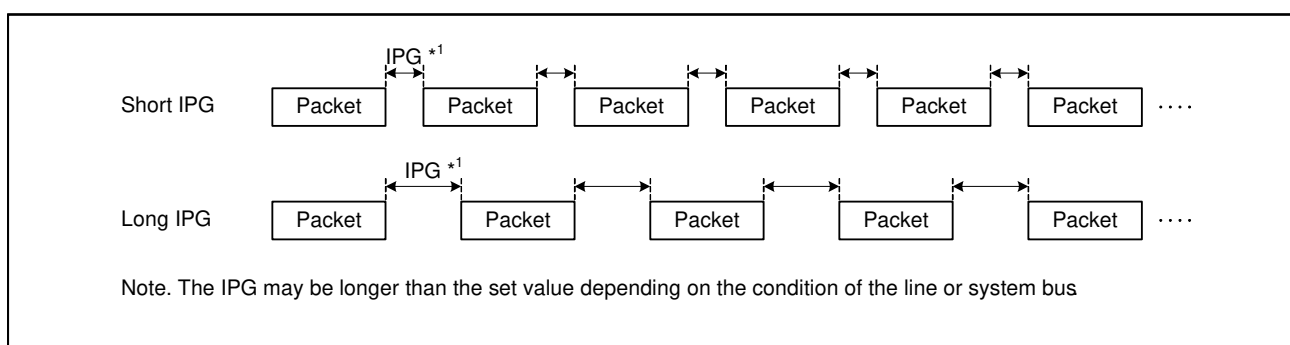 IPG *1
Short IPG Packet Packet Packet Packet Packet Packet ····
IPG *1
Long IPG Packet Packet Packet Packet Packet ····
Note. The IPG may be longer than the set value depending on the condition of the line or system bus.